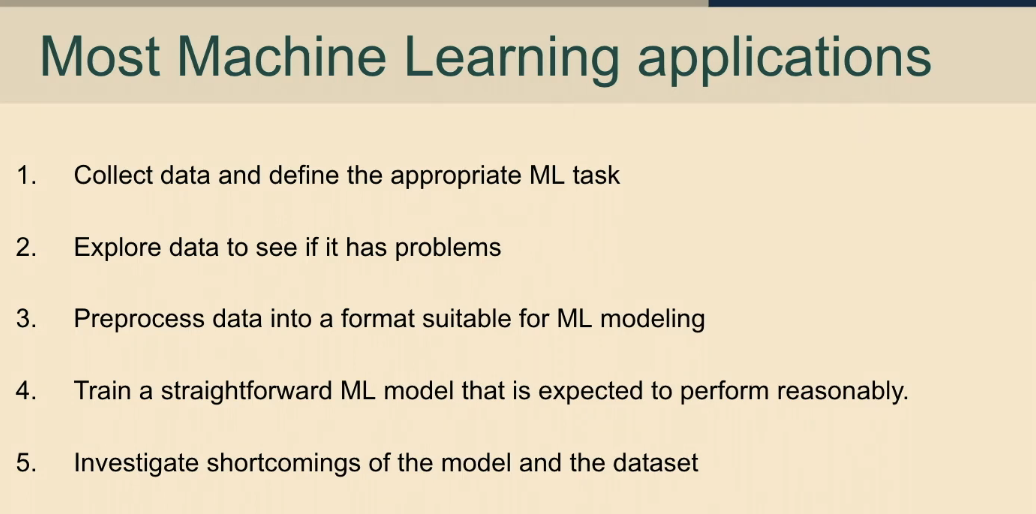 Most Machine Learning applications
1. Collect data and define the appropriate ML task
2. Explore data to see if it has problems
3. Preprocess data into a format suitable for ML modeling
4. Train a straightforward ML model that is expected to perform reasonably.
5. Investigate shortcomings of the model and the dataset